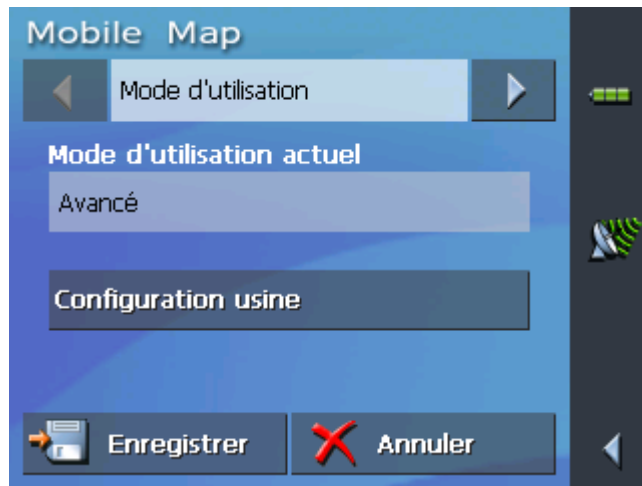 Mobile Map
Mode d'utilisation
Mode d'utilisation actuel
Avancé
Configuration usine
Enregistrer
Annuler